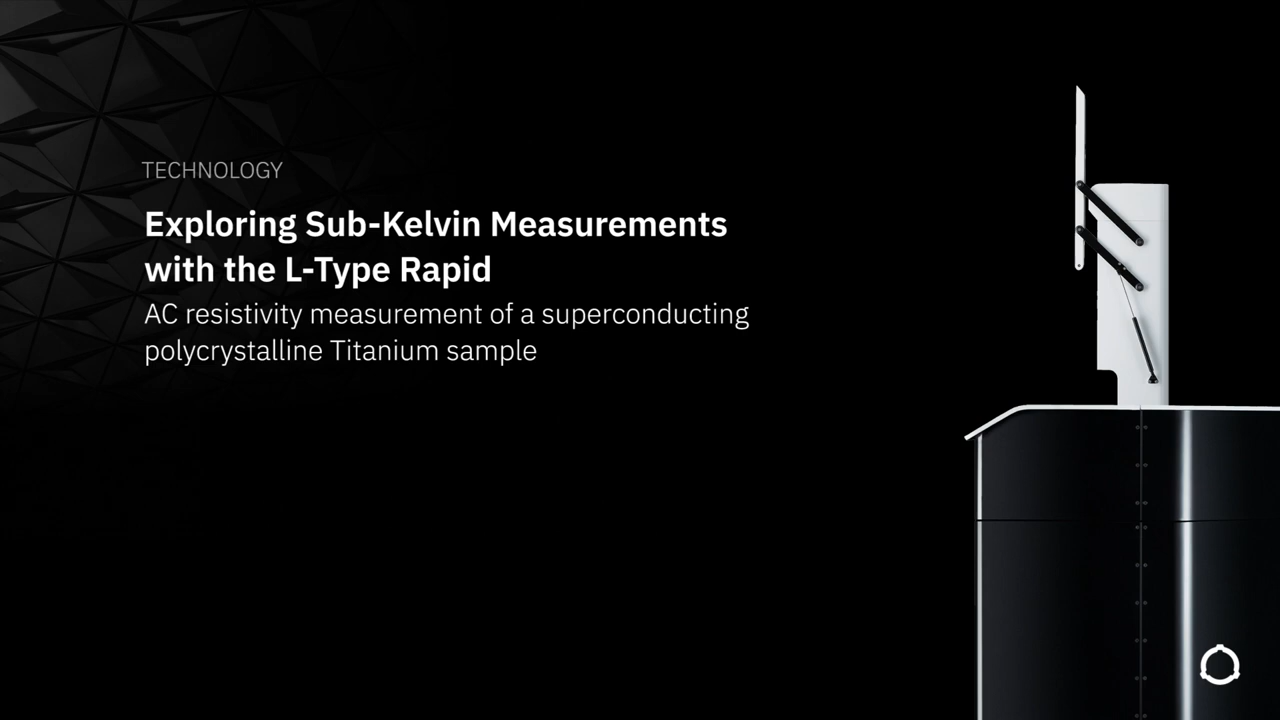 TECHNOLOGY
Exploring Sub-Kelvin Measurements
with the L-Type Rapid
AC resistivity measurement of a superconducting
polycrystalline Titanium sample